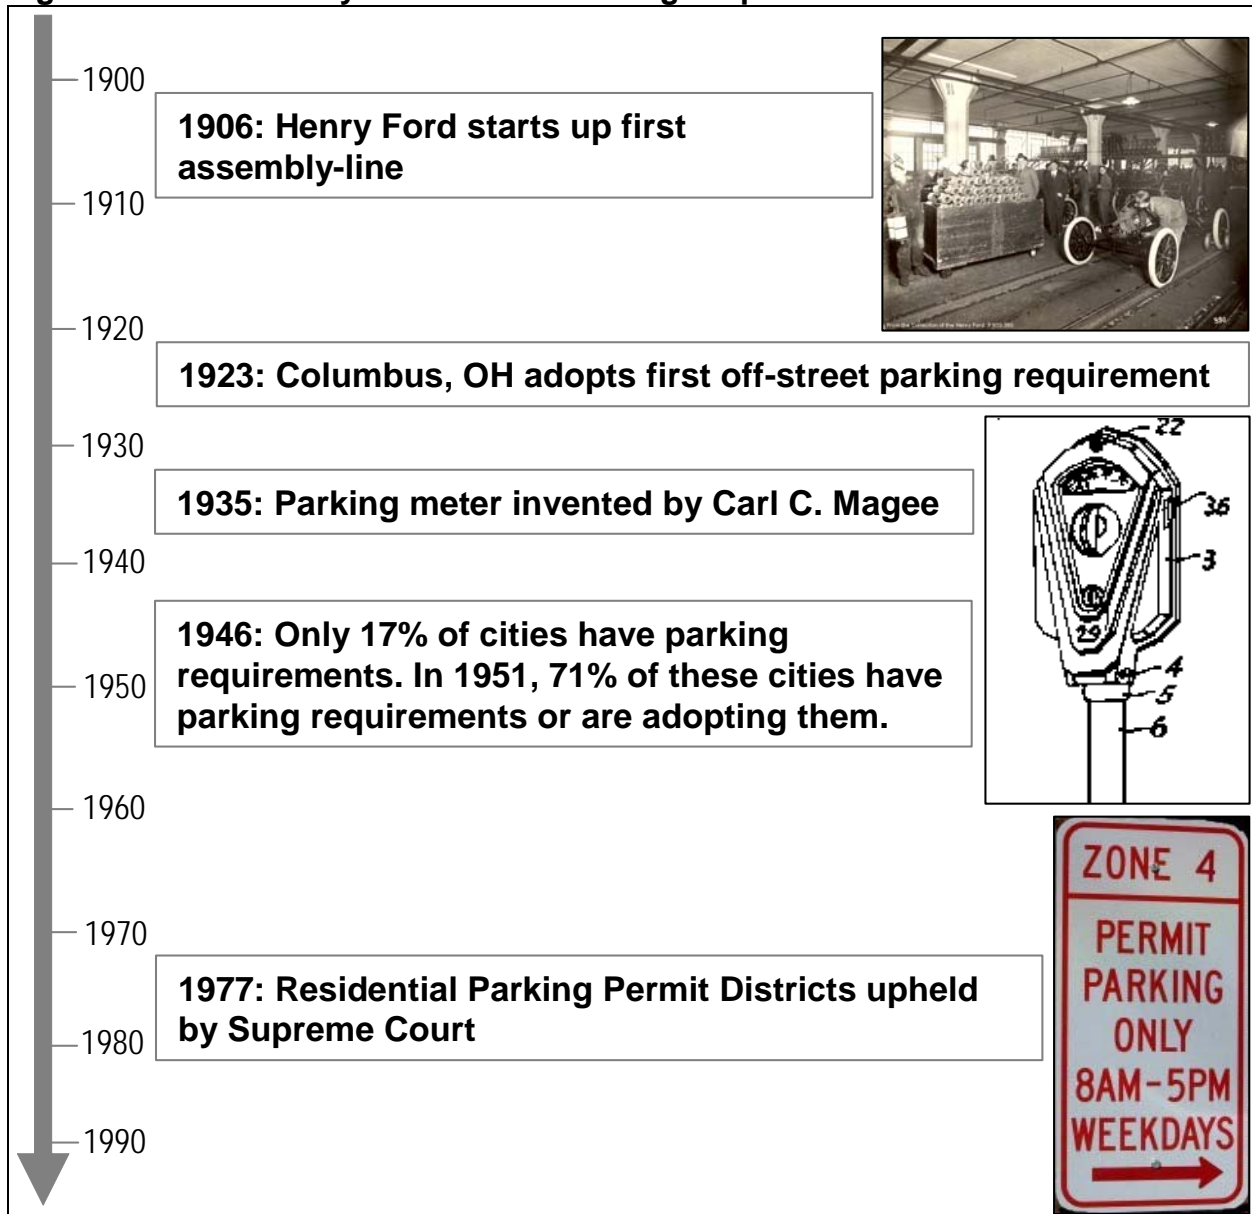 1900
1906: Henry Ford starts up first
assembly-line
1910
1920
1923: Columbus, OH adopts first off-street parking requirement
1930
22
36
3
29
4
5
6
1935: Parking meter invented by Carl C. Magee
1940
1946: Only 17% of cities have parking
requirements. In 1951, 71% of these cities have
parking requirements or are adopting them.
1950
1960
ZONE 4
PERMIT
PARKING
ONLY
8AM-5PM
WEEKDAYS
1970
1977: Residential Parking Permit Districts upheld
by Supreme Court
1980
1990